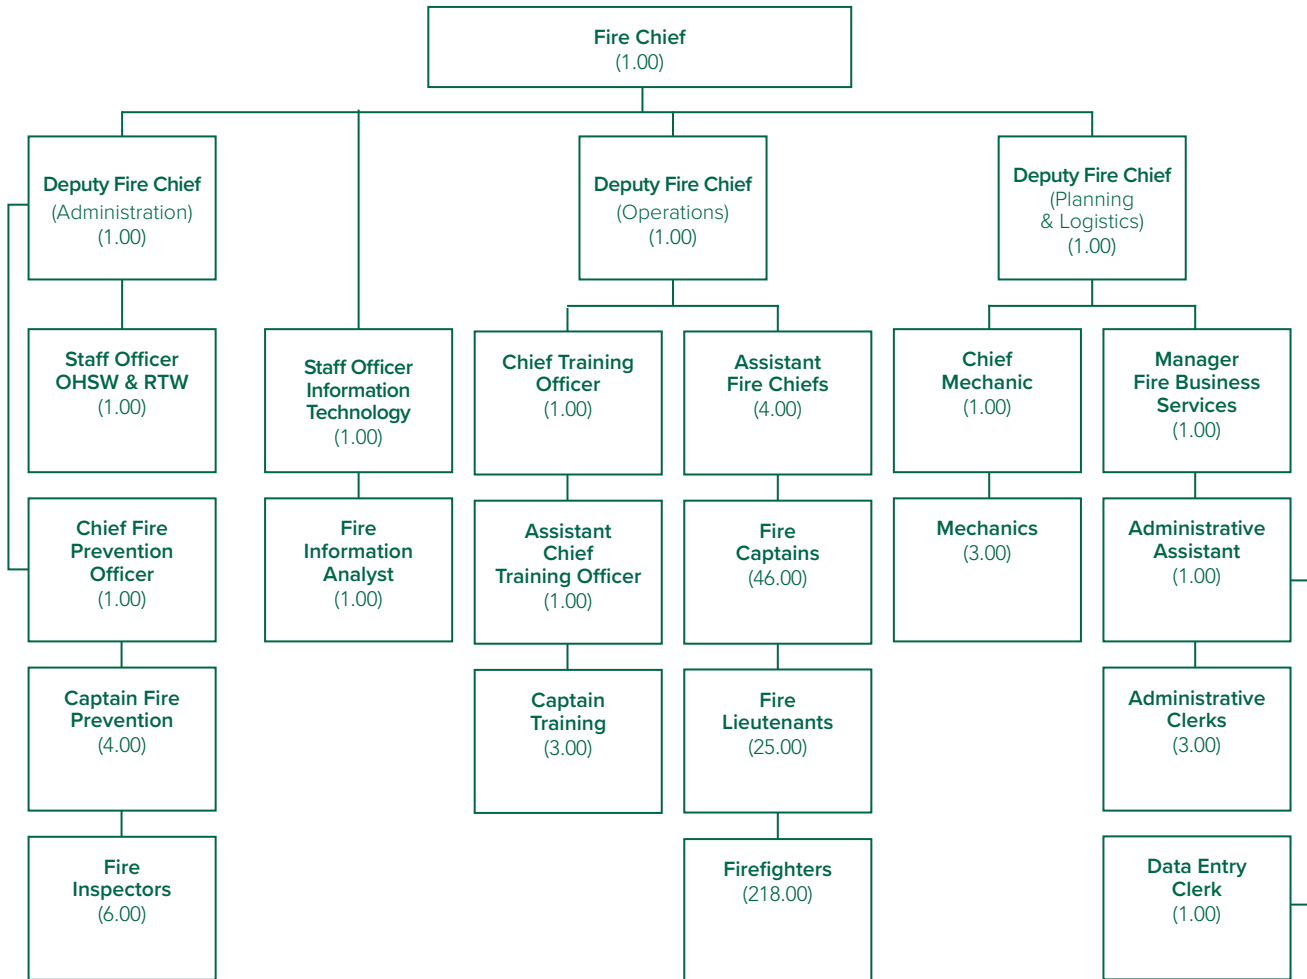 Fire Chief
(1.00)
Deputy Fire Chief
(Administration)
(1.00)
Deputy Fire Chief
(Operations)
(1.00)
Deputy Fire Chief
(Planning
& Logistics)
(1.00)
Staff Officer
OHSW & RTW
(1.00)
Staff Officer
Information
Technology
(1.00)
Chief Training
Officer
(1.00)
Assistant
Fire Chiefs
(4.00)
Chief
Mechanic
(1.00)
Manager
Fire Business
Services
(1.00)
Chief Fire
Prevention
Officer
(1.00)
Fire
Information
Analyst
(1.00)
Assistant
Chief
Training Officer
(1.00)
Fire
Captains
(46.00)
Mechanics
(3.00)
Administrative
Assistant
(1.00)
Captain Fire
Prevention
(4.00)
Captain
Training
(3.00)
Fire
Lieutenants
(25.00)
Administrative
Clerks
(3.00)
Fire
Inspectors
(6.00)
Firefighters
(218.00)
Data Entry
Clerk
(1.00)